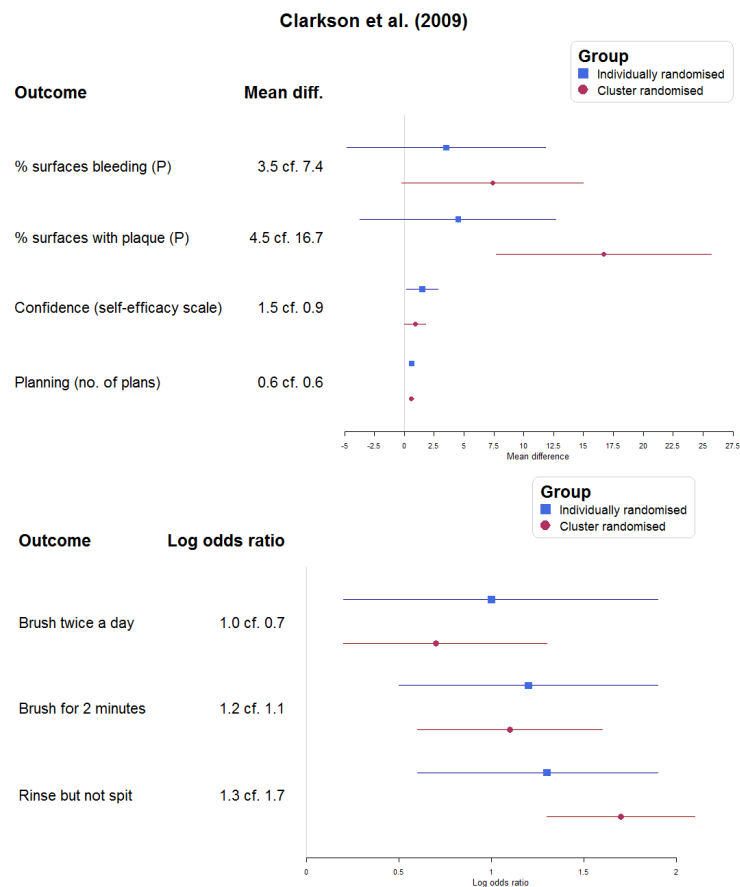 Clarkson et al. (2009)
Group
Individually randomised
Cluster randomised
Outcome Mean diff.
% surfaces bleeding (P) 3.5 cf. 7.4
% surfaces with plaque (P) 4.5 cf. 16.7
Confidence (self-efficacy scale) 1.5 cf. 0.9
Planning (no. of plans) 0.6 cf. 0.6
-5 -2.5 0 2.5 5 7.5 10 12.5 15 17.5 20 22.5 25 27.5
Mean difference
Group
Individually randomised
Cluster randomised
Outcome Log odds ratio
Brush twice a day 1.0 cf. 0.7
Brush for 2 minutes 1.2 cf. 1.1
Rinse but not spit 1.3 cf. 1.7
0 0.5 1 1.5 2
Log odds ratio